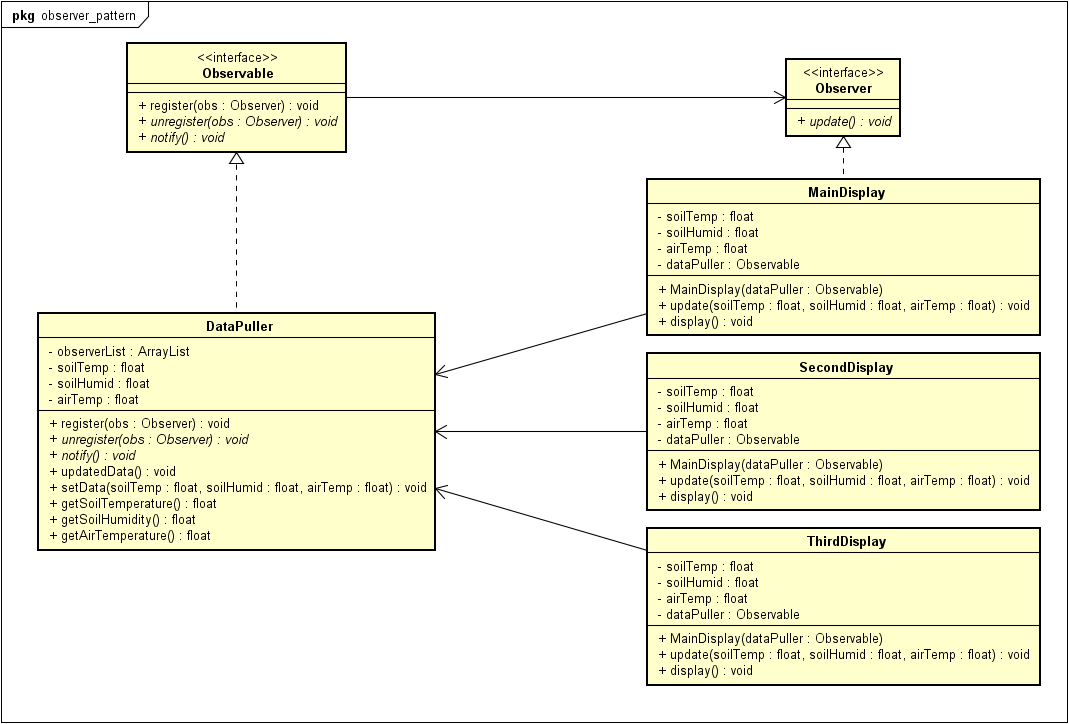 pkg observer_pattern
<<interface>>
Observable
+ register(obs : Observer) : void
+ unregister(obs : Observer) : void
+ notify() : void
<<interface>>
Observer
+ update() : void
MainDisplay
- soilTemp : float
- soilHumid : float
- airTemp : float
- dataPuller : Observable
+ MainDisplay(dataPuller : Observable)
+ update(soilTemp : float, soilHumid : float, airTemp : float) : void
+ display() : void
DataPuller
- observerList : ArrayList
- soilTemp : float
- soilHumid : float
- airTemp : float
+ register(obs : Observer) : void
+ unregister(obs : Observer) : void
+ notify() : void
+ updatedData() : void
+ setData(soilTemp : float, soilHumid : float, airTemp : float) : void
+ getSoilTemperature() : float
+ getSoilHumidity() : float
+ getAirTemperature() : float
SecondDisplay
- soilTemp : float
- soilHumid : float
- airTemp : float
- dataPuller : Observable
+ MainDisplay(dataPuller : Observable)
+ update(soilTemp : float, soilHumid : float, airTemp : float) : void
+ display() : void
ThirdDisplay
- soilTemp : float
- soilHumid : float
- airTemp : float
- dataPuller : Observable
+ MainDisplay(dataPuller : Observable)
+ update(soilTemp : float, soilHumid : float, airTemp : float) : void
+ display() : void